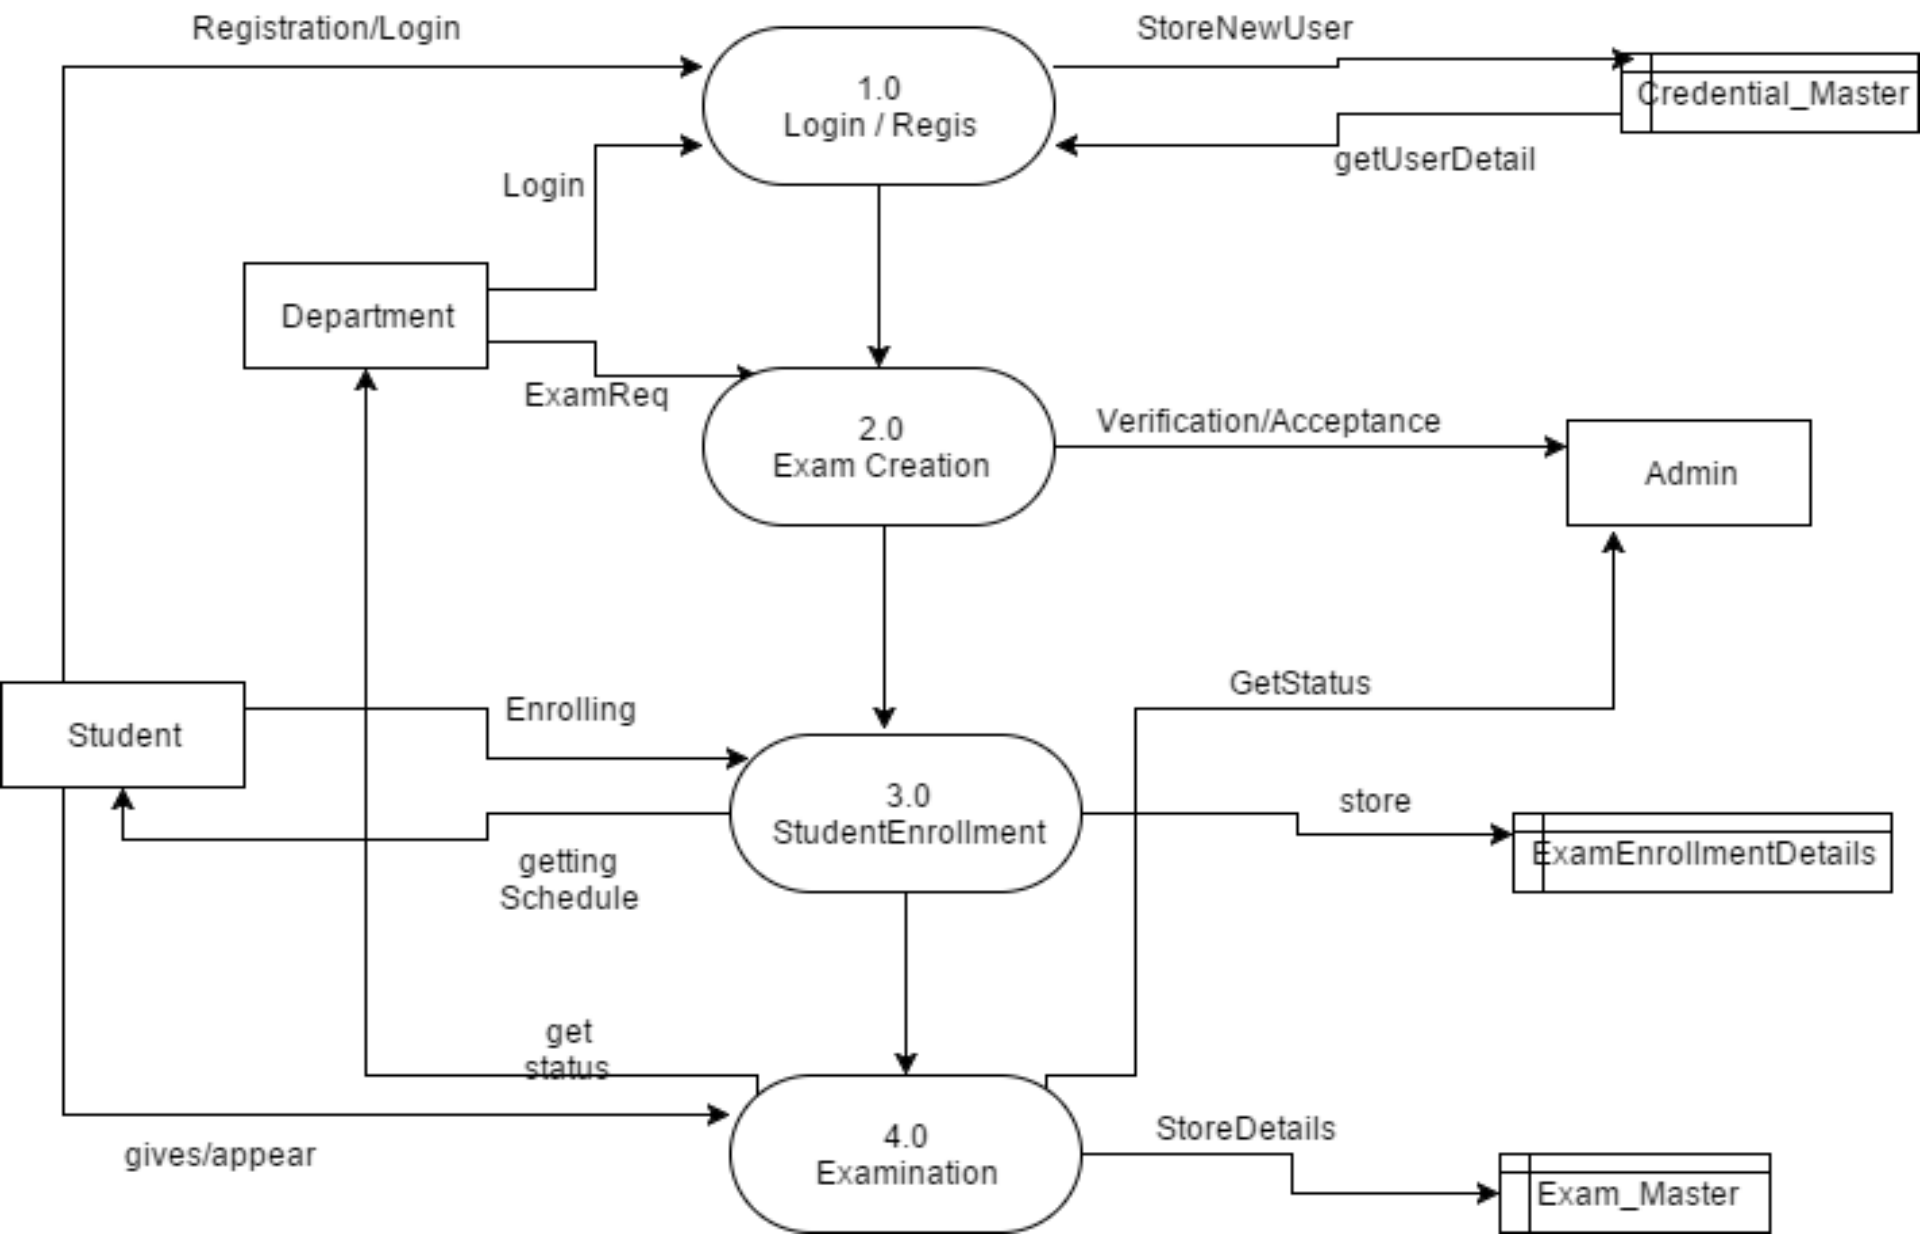 Registration/Login
StoreNewUser
1.0
Login / Regis
Credential_Master
getUserDetail
Login
Department
ExamReq
2.0
Exam Creation
Verification/Acceptance
Admin
GetStatus
Enrolling
Student
3.0
StudentEnrollment
store
ExamEnrollmentDetails
getting
Schedule
get
status
4.0
Examination
StoreDetails
gives/appear
Exam_Master